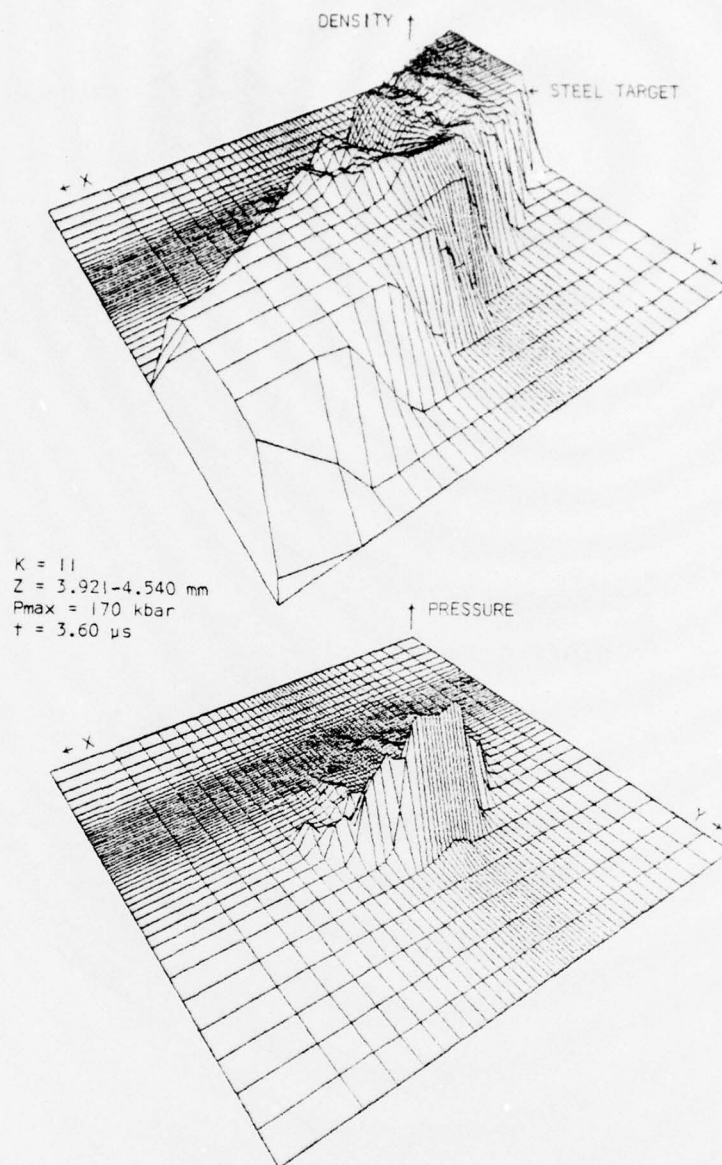 DENSITY ↑
← STEEL TARGET
← X
Y →
K = 11
Z = 3.921-4.540 mm
Pmax = 170 kbar
t = 3.60 μs
↑ PRESSURE
← X
Y →